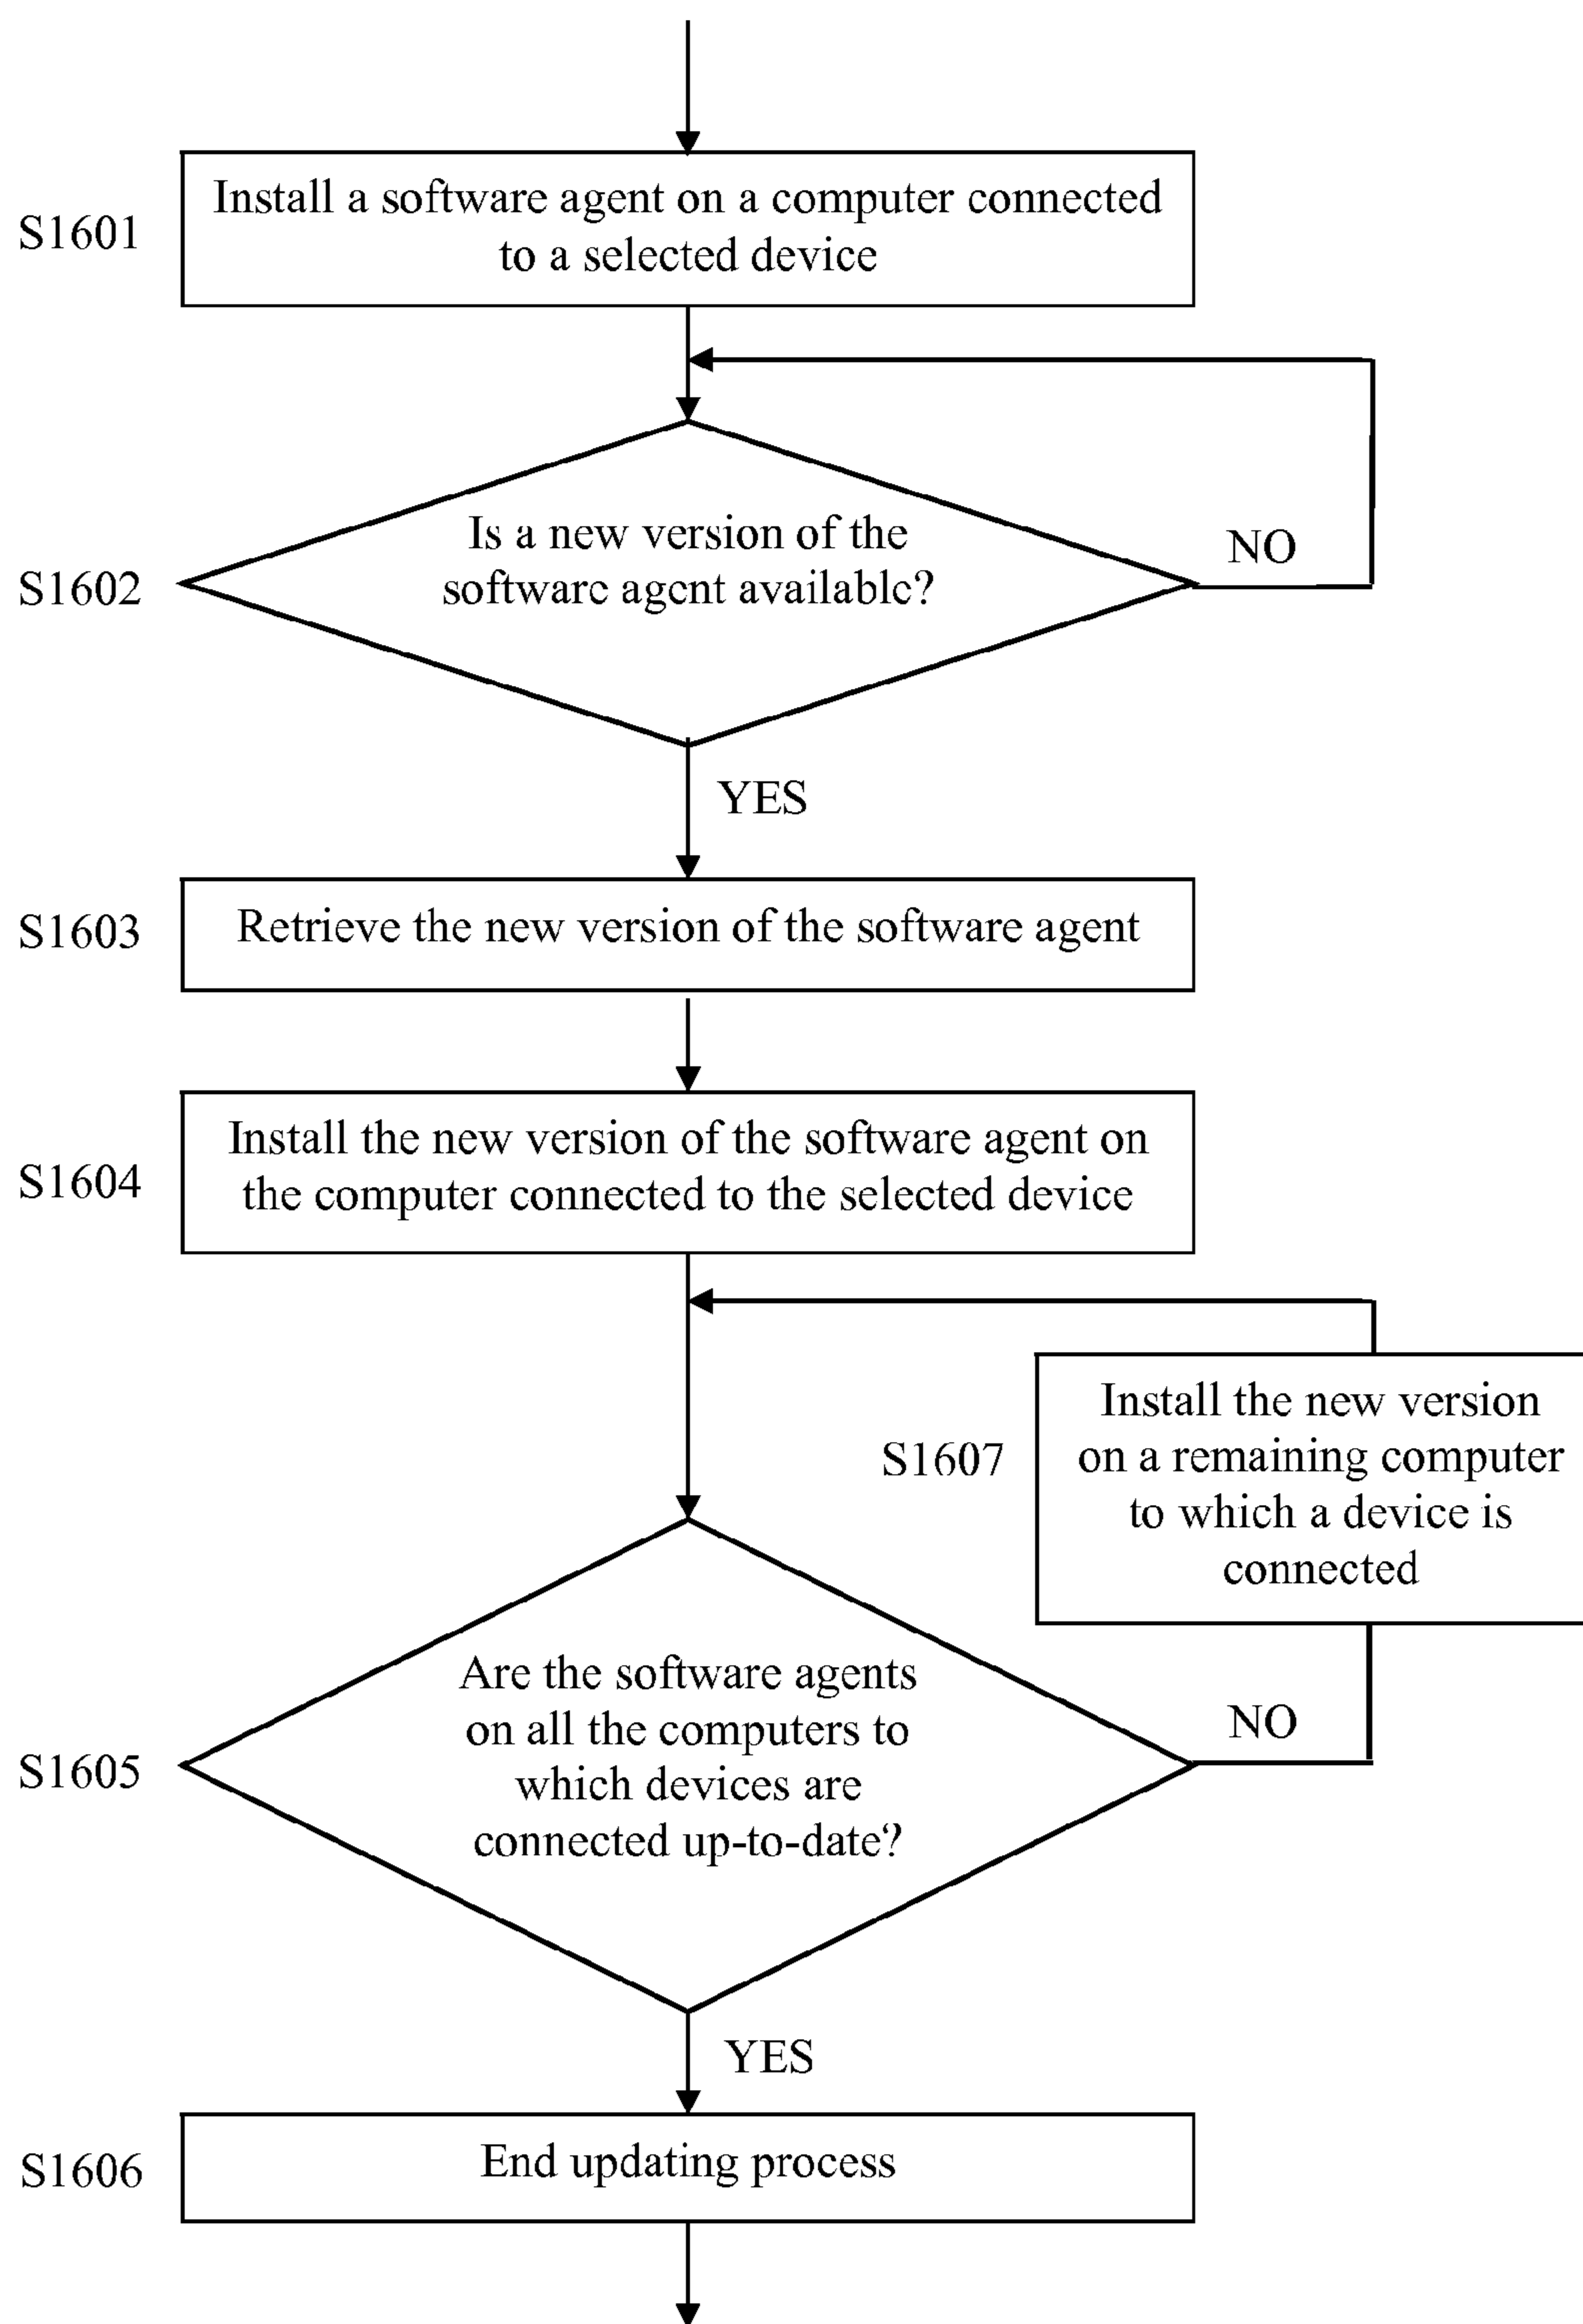 Install a software agent on a computer connected
to a selected device
S1601
Is a new version of the
software agent available?
NO
S1602
YES
Retrieve the new version of the software agent
S1603
Install the new version of the software agent on
the computer connected to the selected device
S1604
Install the new version
on a remaining computer
to which a device is
connected
S1607
Are the software agents
on all the computers to
which devices are
connected up-to-date?
NO
S1605
YES
End updating process
S1606